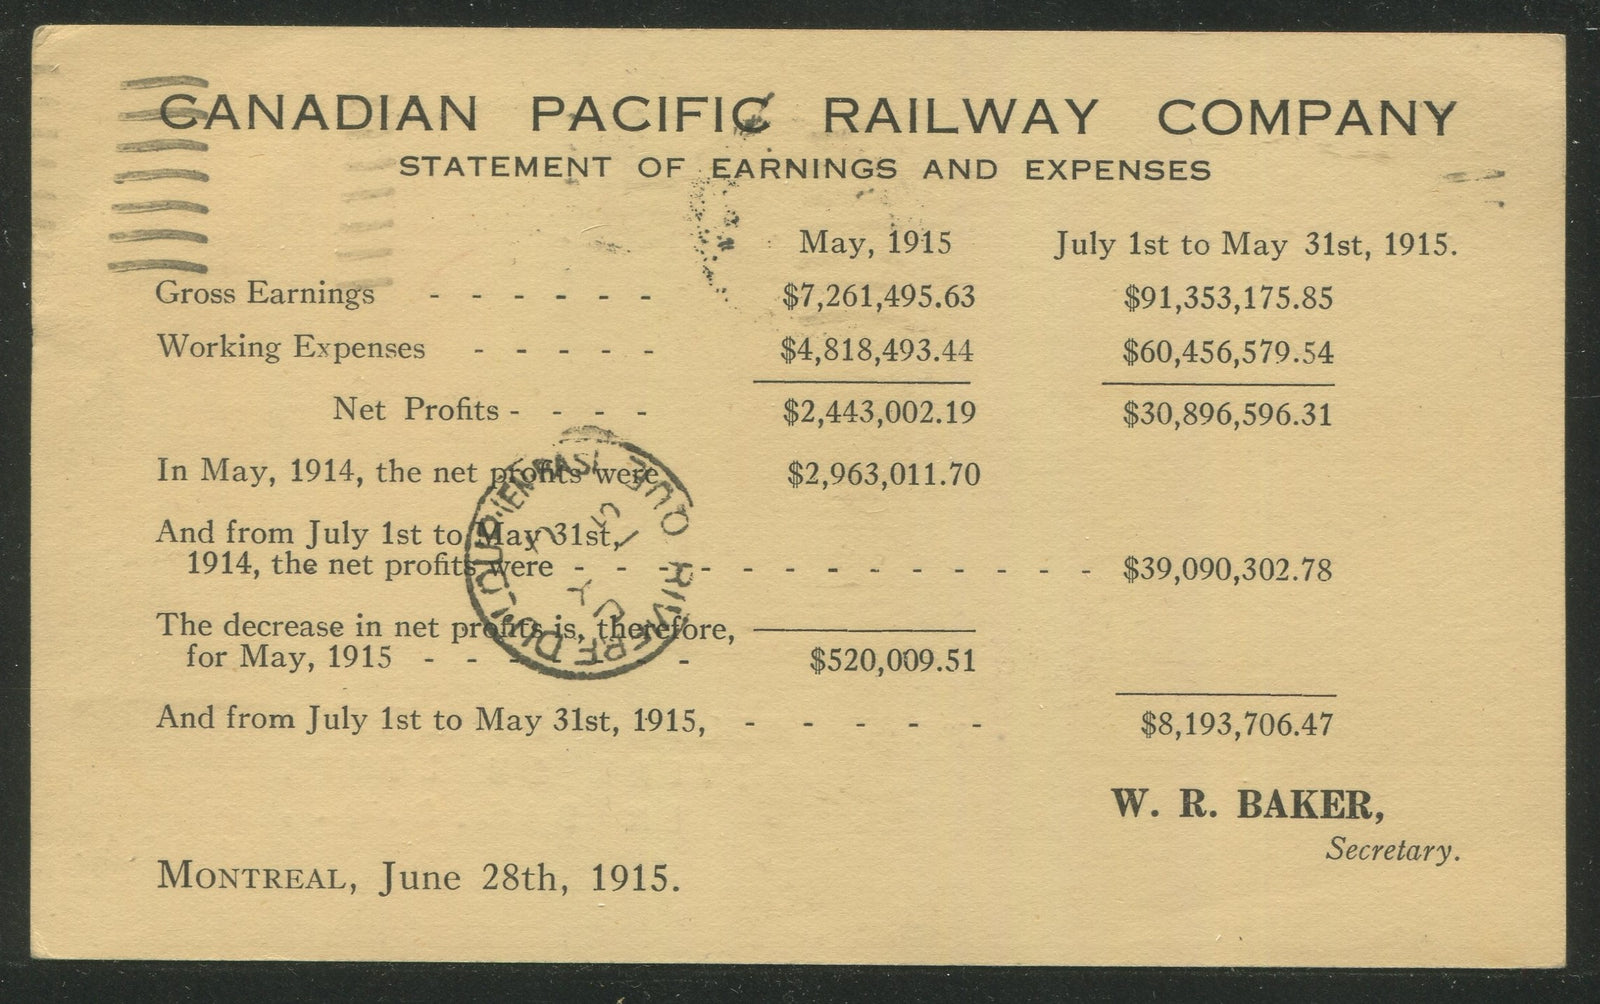 CANADIAN PACIFIC RAILWAY COMPANY
STATEMENT OF EARNINGS AND EXPENSES
May, 1915 July 1st to May 31st, 1915.
Gross Earnings - - - - - - $7,261,495.63 $91,353,175.85
Working Expenses - - - - - $4,818,493.44 $60,456,579.54
Net Profits - - - - $2,443,002.19 $30,896,596.31
In May, 1914, the net profits were $2,963,011.70
And from July 1st to May 31st,
1914, the net profits were - - - - - - - - - - - - - $39,090,302.78
The decrease in net profits is, therefore,
for May, 1915 - - - - - - - $520,009.51
And from July 1st to May 31st, 1915, - - - - - $8,193,706.47
W. R. BAKER,
Secretary.
MONTREAL, June 28th, 1915.
RIVIERE DU LOUP
QUE